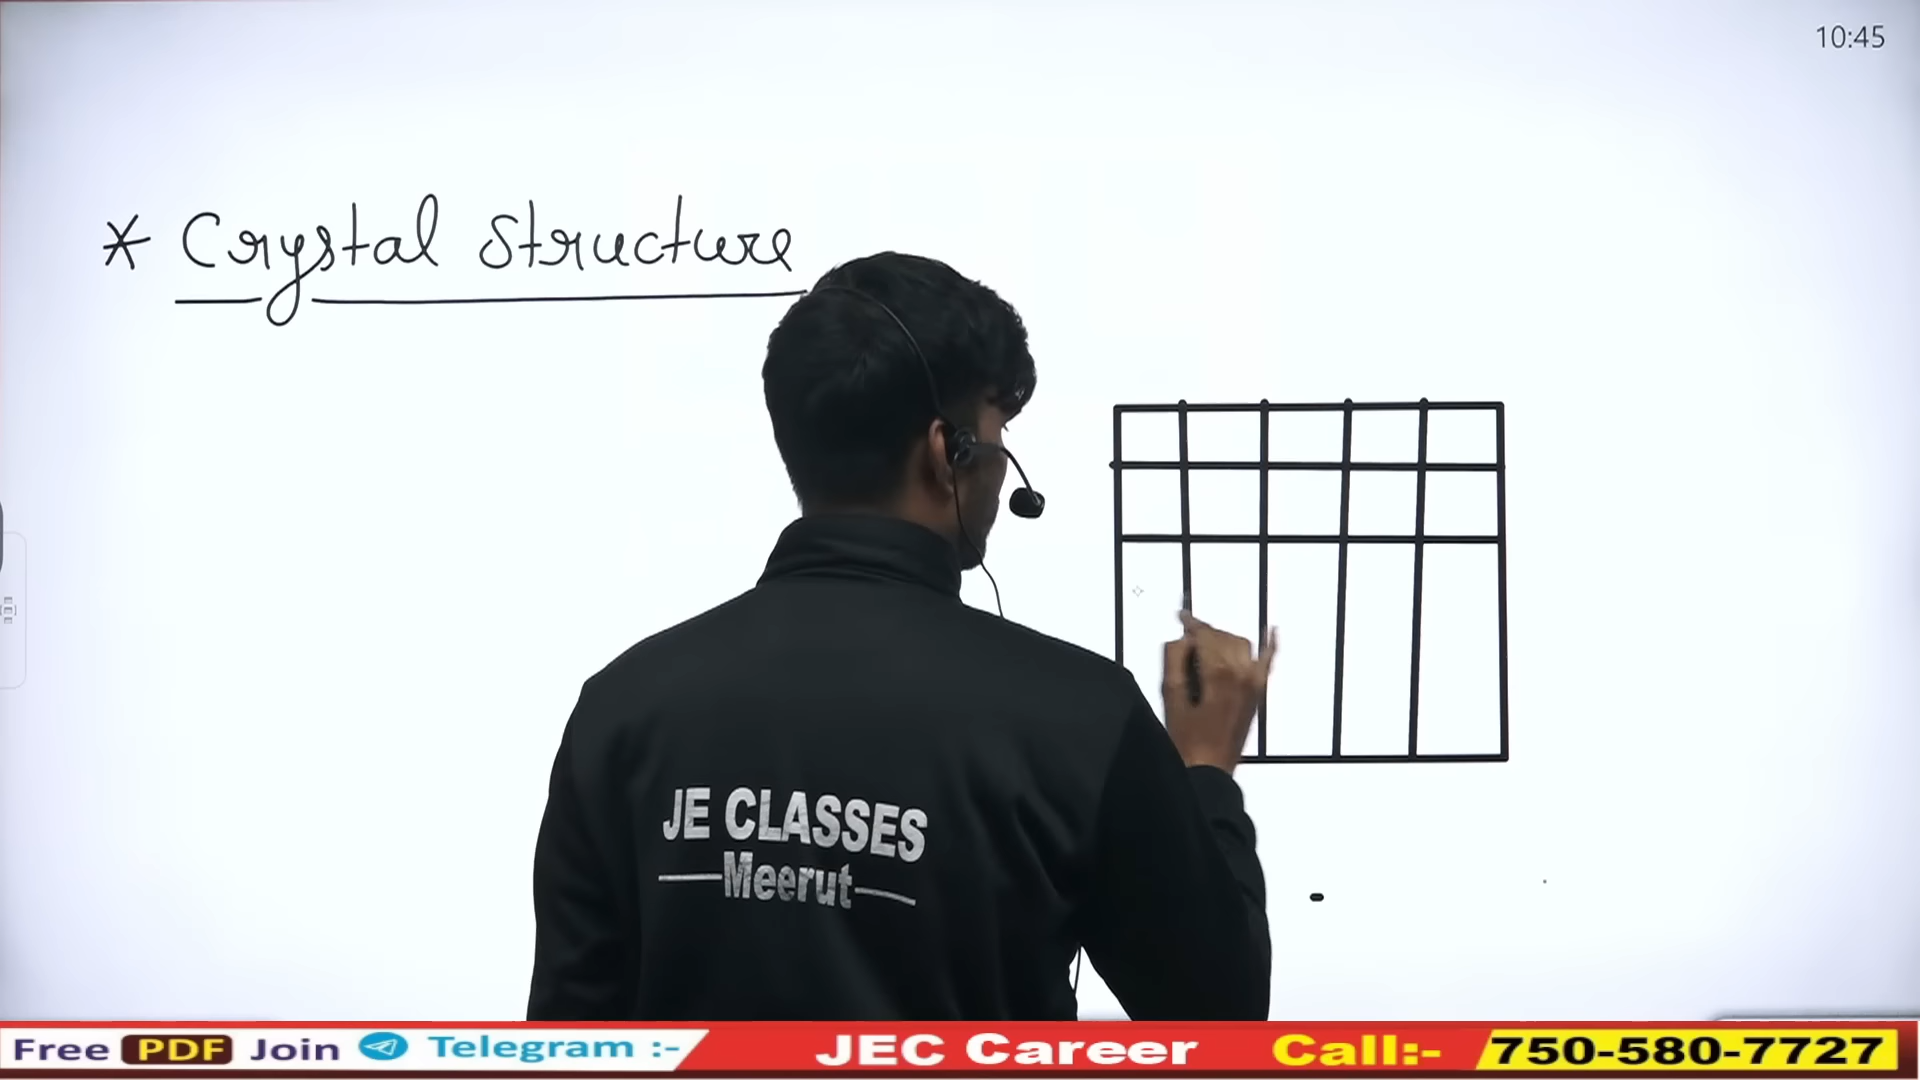 10:45
* Crystal Structure
JE CLASSES
Meerut
Free PDF Join Telegram :- JEC Career Call:- 750-580-7727